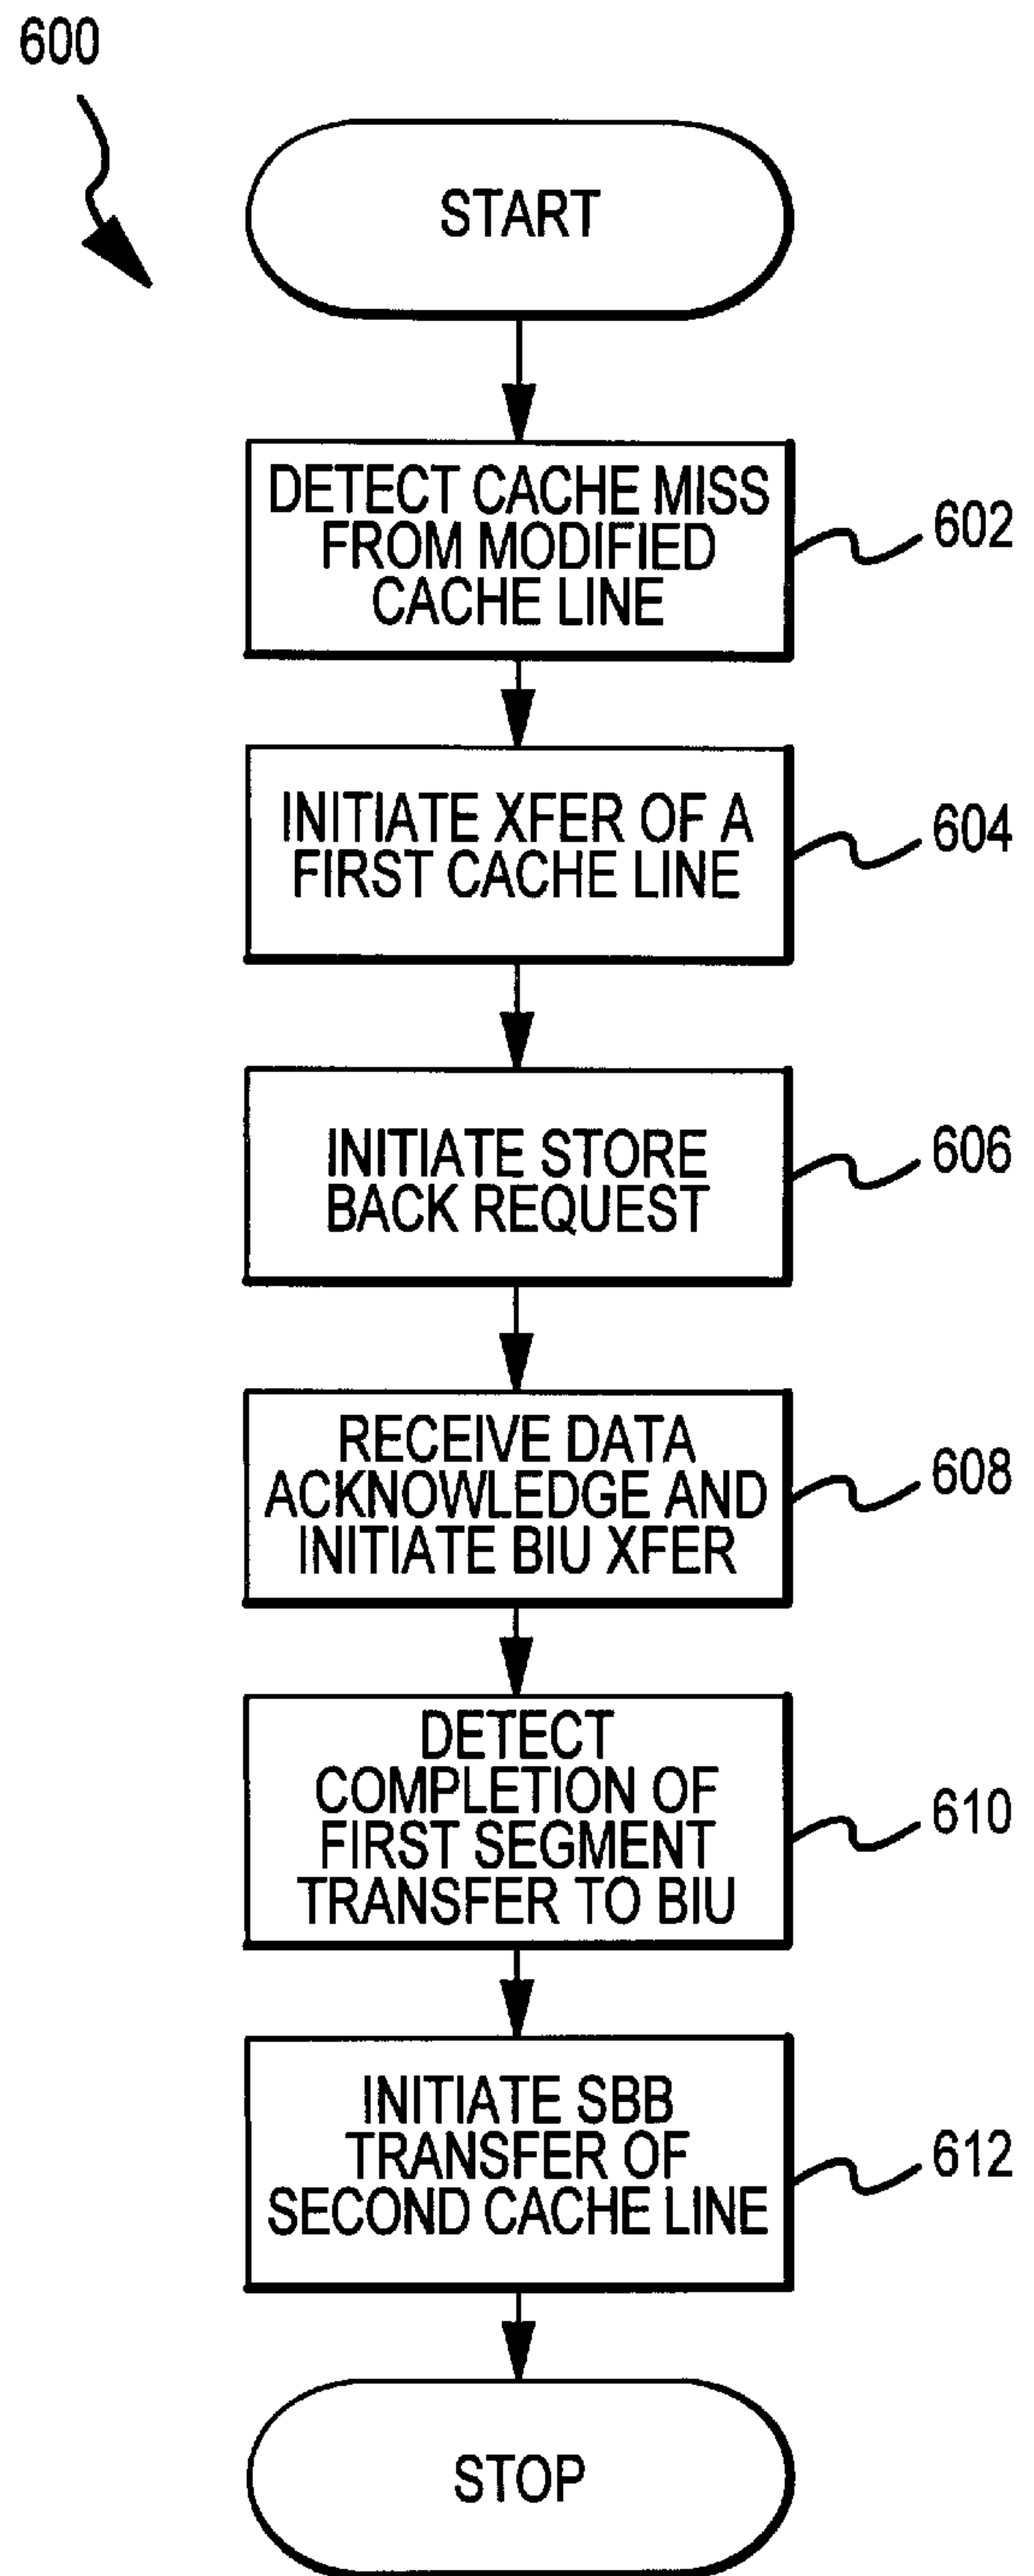 600
START
DETECT CACHE MISS
FROM MODIFIED
CACHE LINE
602
INITIATE XFER OF A
FIRST CACHE LINE
604
INITIATE STORE
BACK REQUEST
606
RECEIVE DATA
ACKNOWLEDGE AND
INITIATE BIU XFER
608
DETECT
COMPLETION OF
FIRST SEGMENT
TRANSFER TO BIU
610
INITIATE SBB
TRANSFER OF
SECOND CACHE LINE
612
STOP